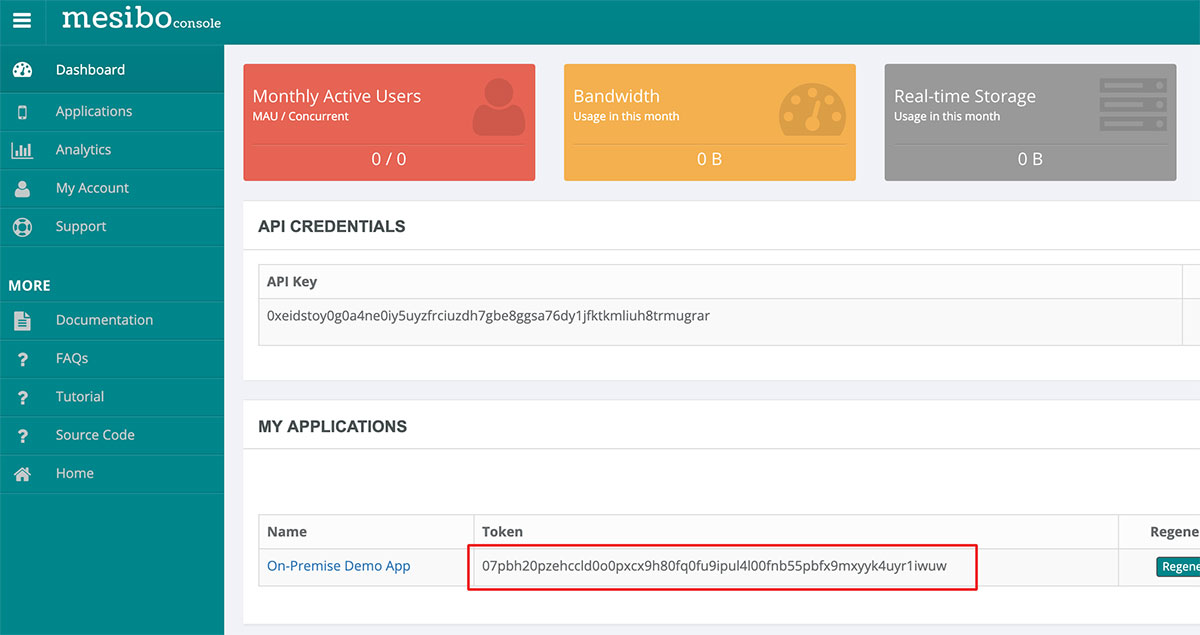 mesibo console
Dashboard
Applications
Analytics
My Account
Support
MORE
Documentation
FAQs
Tutorial
Source Code
Home
Monthly Active Users
MAU / Concurrent
0 / 0
Bandwidth
Usage in this month
0 B
Real-time Storage
Usage in this month
0 B
API CREDENTIALS
API Key
0xeidstoy0g0a4ne0iy5uyzfrciuzdh7gbe8ggsa76dy1jfktkmliuh8trmugrar
MY APPLICATIONS
Name Token Regene
On-Premise Demo App 07pbh20pzehccld0o0pxcx9h80fq0fu9ipul4l00fnb55pbfx9mxyyk4uyr1iwuw Regene